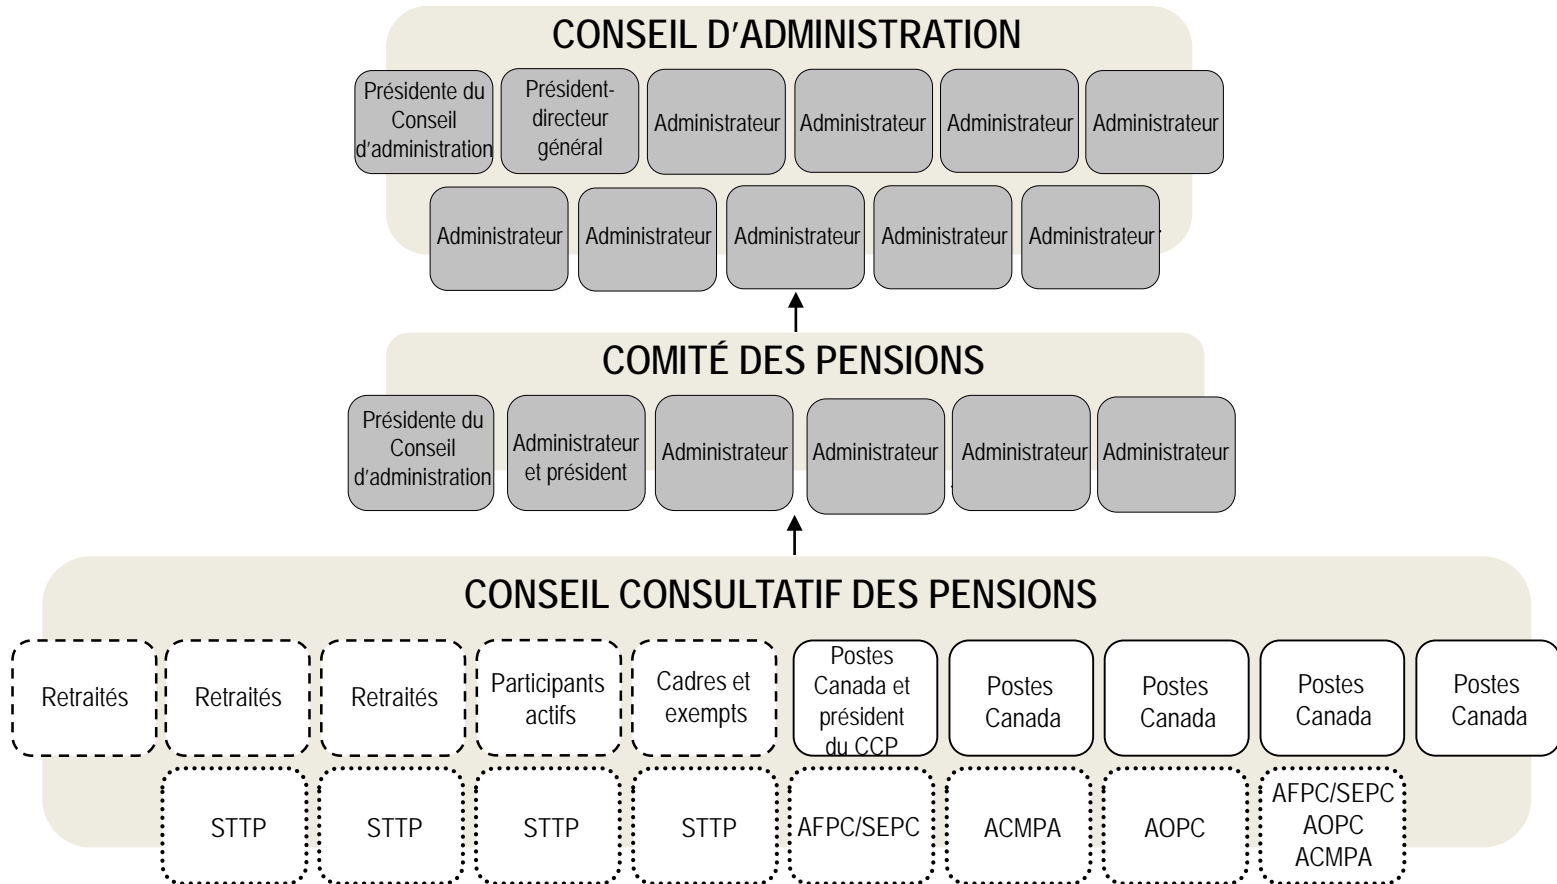 CONSEIL D'ADMINISTRATION
Présidente du
Conseil
d'administration
Président-
directeur
général
Administrateur
Administrateur
Administrateur
Administrateur
Administrateur
Administrateur
Administrateur
Administrateur
Administrateur
COMITÉ DES PENSIONS
Présidente du
Conseil
d'administration
Administrateur
et président
Administrateur
Administrateur
Administrateur
Administrateur
CONSEIL CONSULTATIF DES PENSIONS
Retraités
Retraités
Retraités
Participants
actifs
Cadres et
exempts
Postes
Canada et
président
du CCP
Postes
Canada
Postes
Canada
Postes
Canada
Postes
Canada
STTP
STTP
STTP
STTP
AFPC/SEPC
ACMPA
AOPC
AFPC/SEPC
AOPC
ACMPA